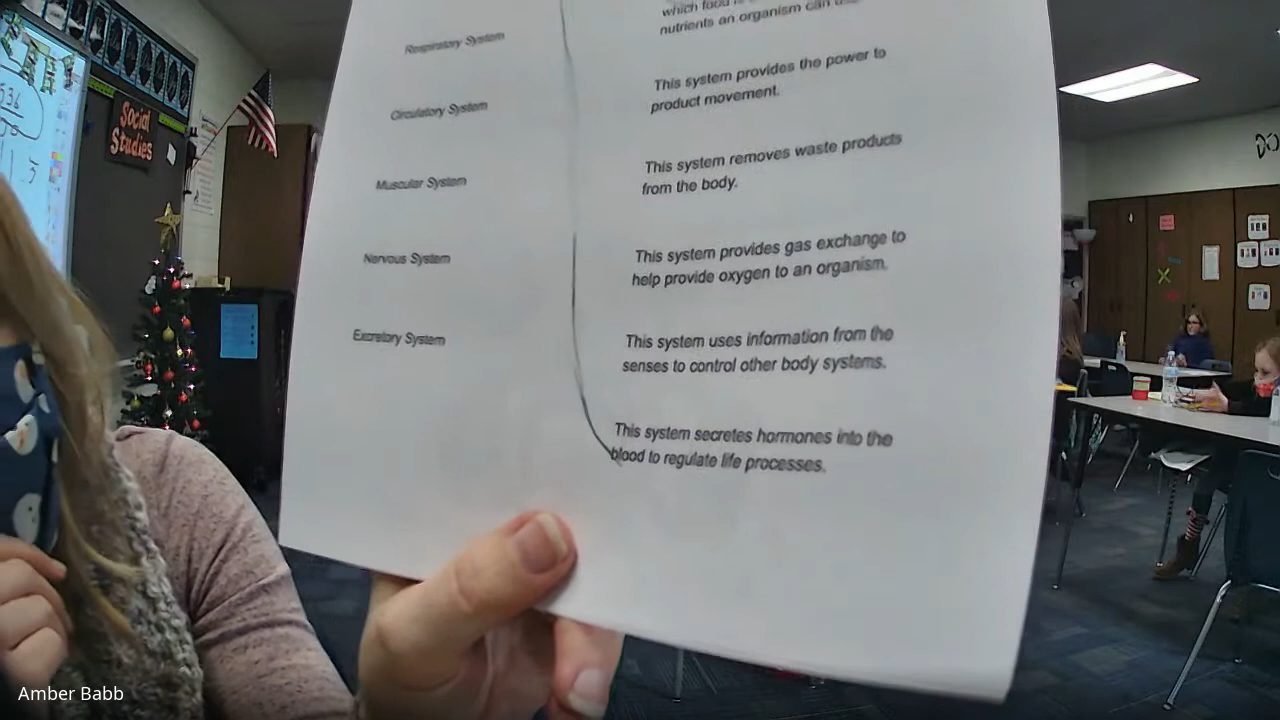 Social
Studies
Respiratory System
Circulatory System
Muscular System
Nervous System
Excretory System
which food
nutrients an organism can
This system provides the power to
product movement.
This system removes waste products
from the body.
This system provides gas exchange to
help provide oxygen to an organism.
This system uses information from the
senses to control other body systems.
This system secretes hormones into the
blood to regulate life processes.
Amber Babb